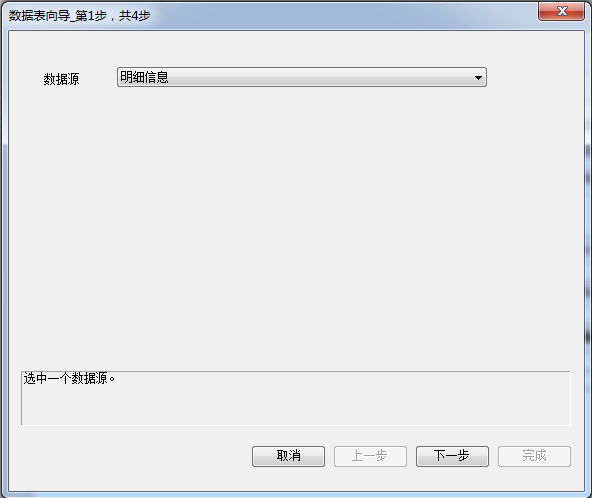 数据表向导_第1步，共4步
数据源
明细信息
选中一个数据源。
取消
上一步
下一步
完成